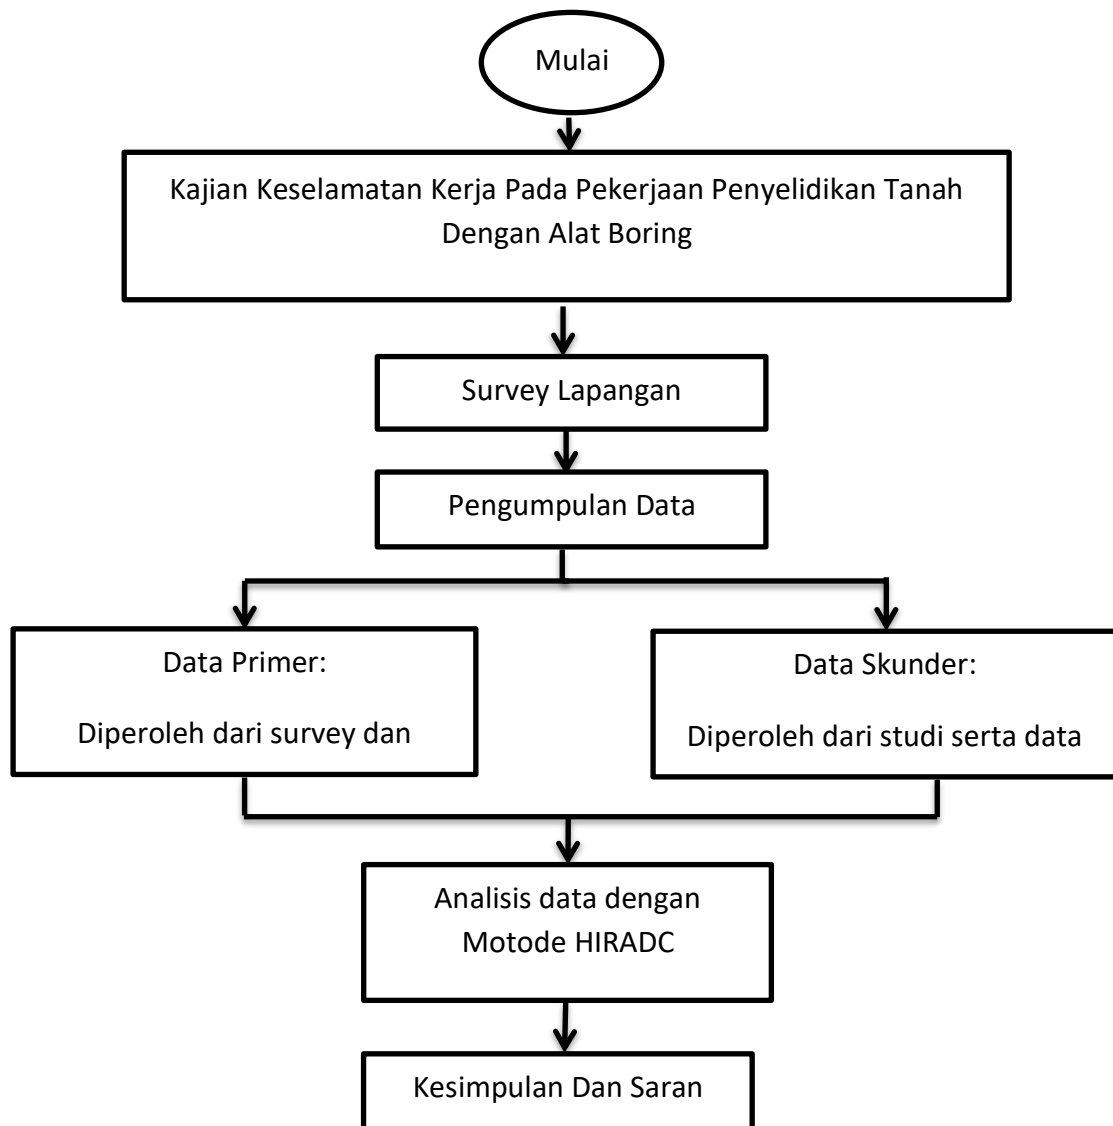 Mulai
Kajian Keselamatan Kerja Pada Pekerjaan Penyelidikan Tanah
Dengan Alat Boring
Survey Lapangan
Pengumpulan Data
Data Primer:
Diperoleh dari survey dan
Data Skunder:
Diperoleh dari studi serta data
Analisis data dengan
Motode HIRADC
Kesimpulan Dan Saran